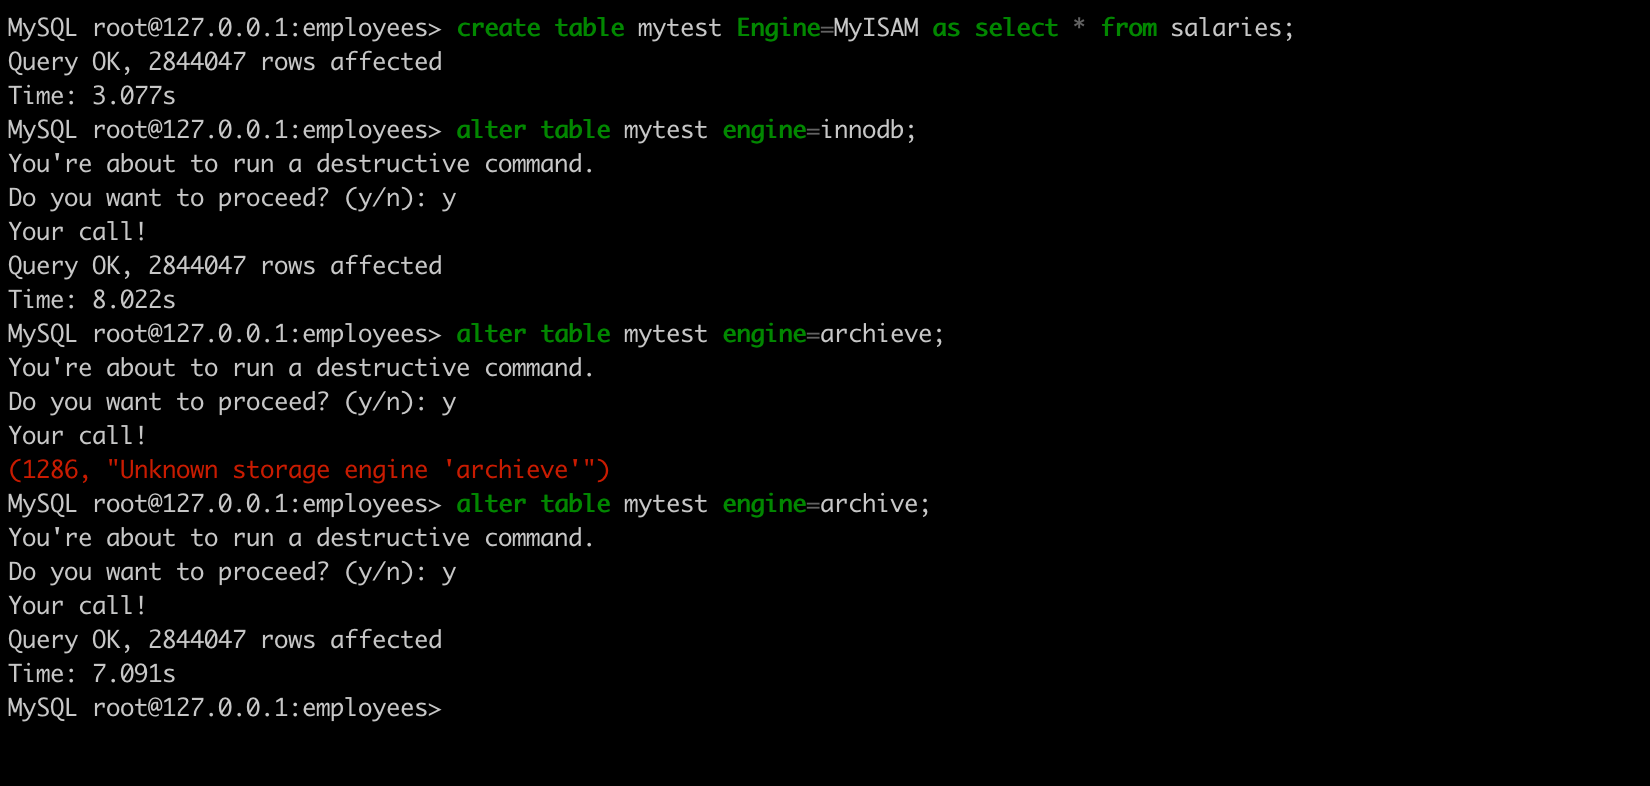 MySQL root@127.0.0.1:employees> create table mytest Engine=MyISAM as select * from salaries;
Query OK, 2844047 rows affected
Time: 3.077s
MySQL root@127.0.0.1:employees> alter table mytest engine=innodb;
You're about to run a destructive command.
Do you want to proceed? (y/n): y
Your call!
Query OK, 2844047 rows affected
Time: 8.022s
MySQL root@127.0.0.1:employees> alter table mytest engine=archieve;
You're about to run a destructive command.
Do you want to proceed? (y/n): y
Your call!
(1286, "Unknown storage engine 'archieve'")
MySQL root@127.0.0.1:employees> alter table mytest engine=archive;
You're about to run a destructive command.
Do you want to proceed? (y/n): y
Your call!
Query OK, 2844047 rows affected
Time: 7.091s
MySQL root@127.0.0.1:employees>